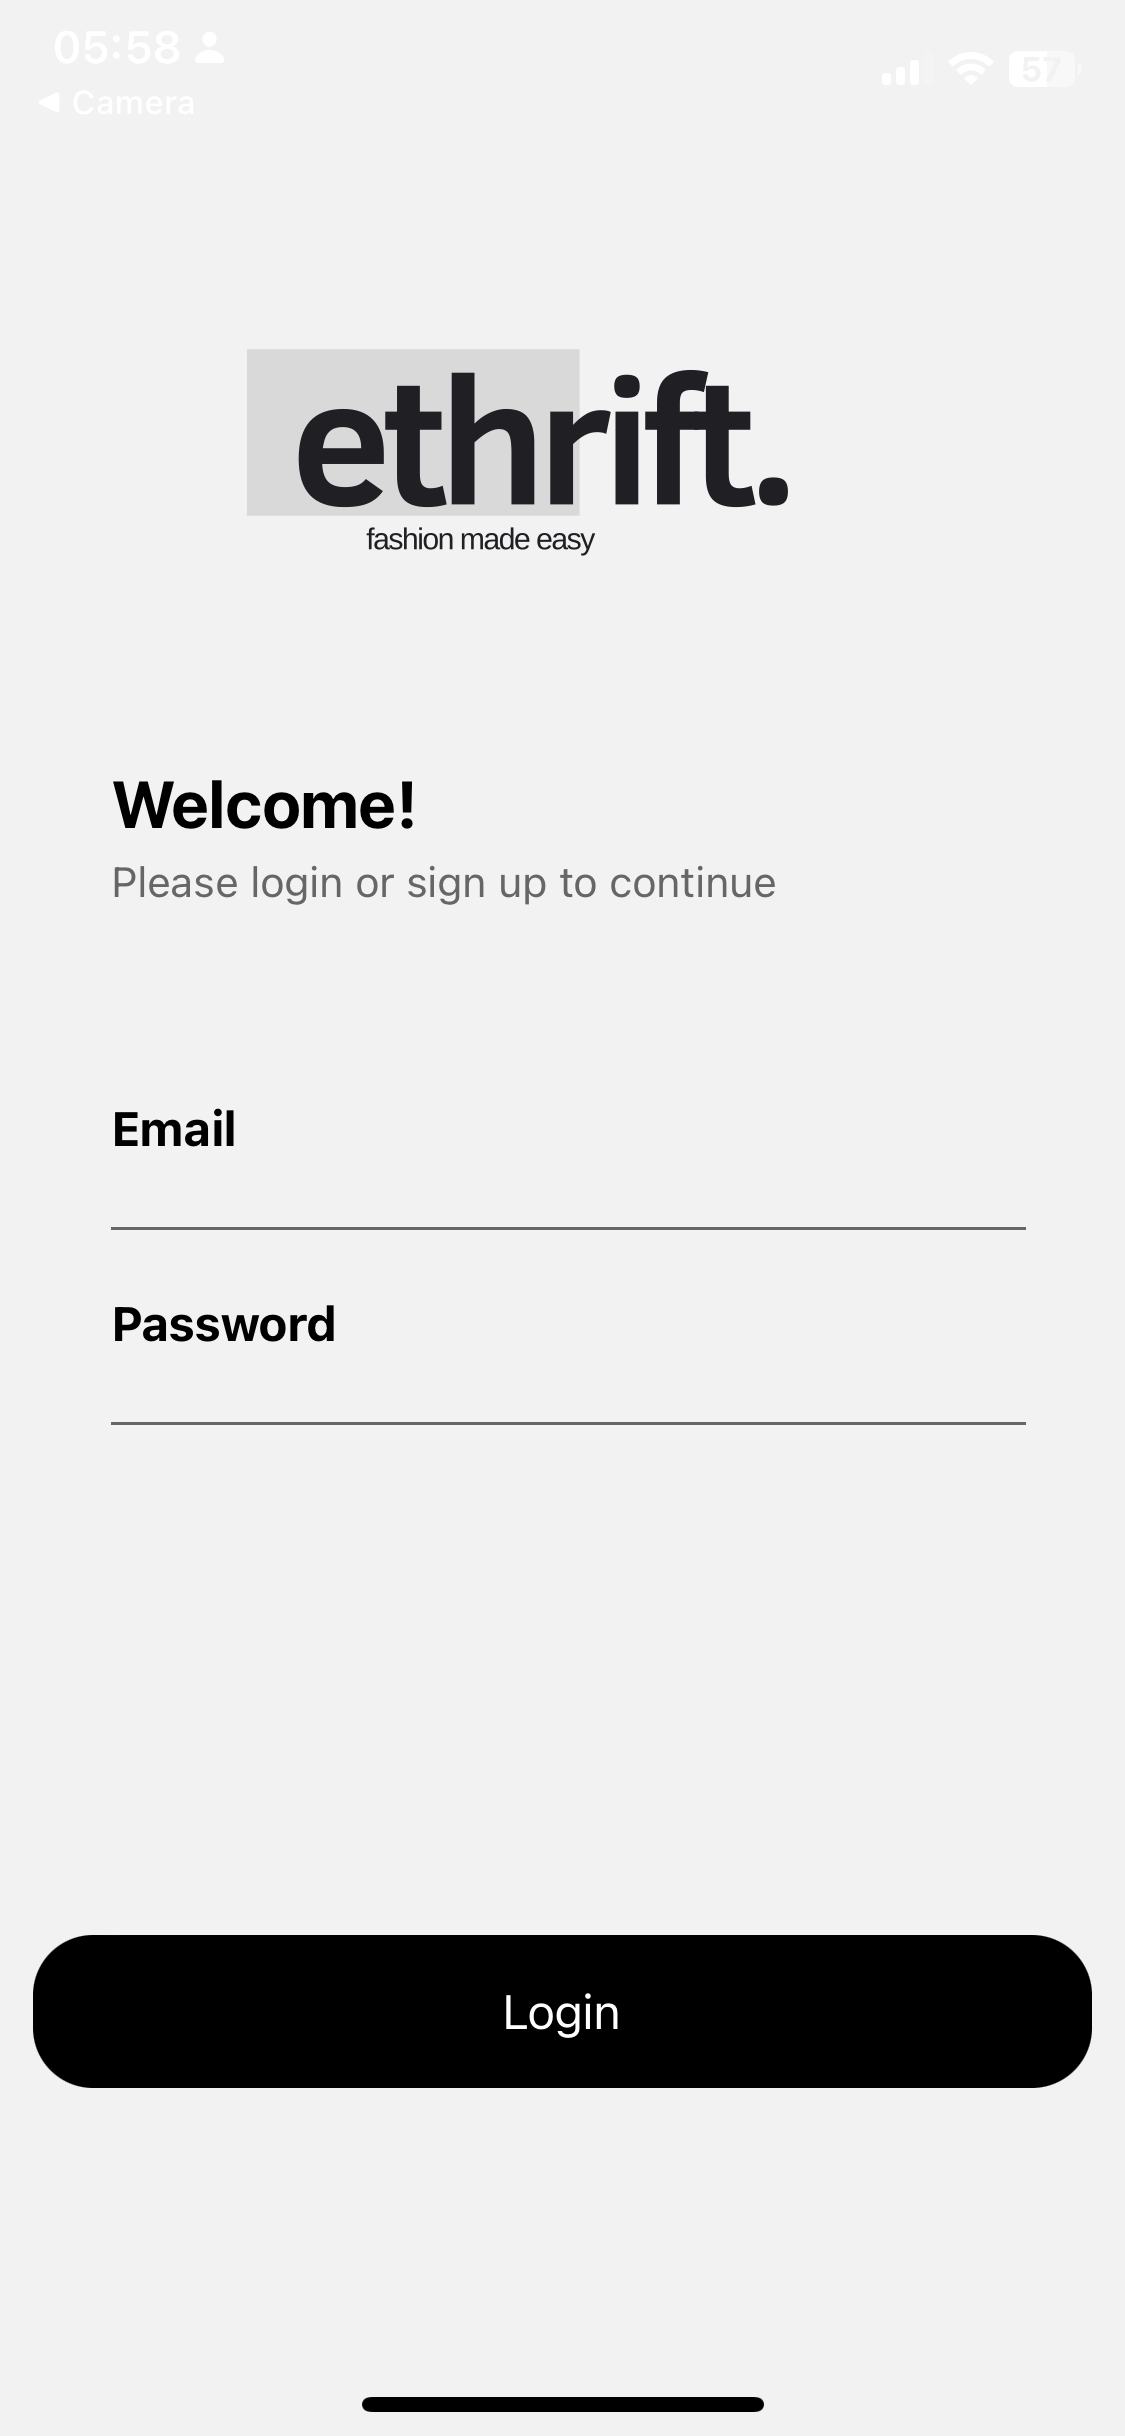 05:58
57
◀ Camera
ethrift.
fashion made easy
Welcome!
Please login or sign up to continue
Email
Password
Login